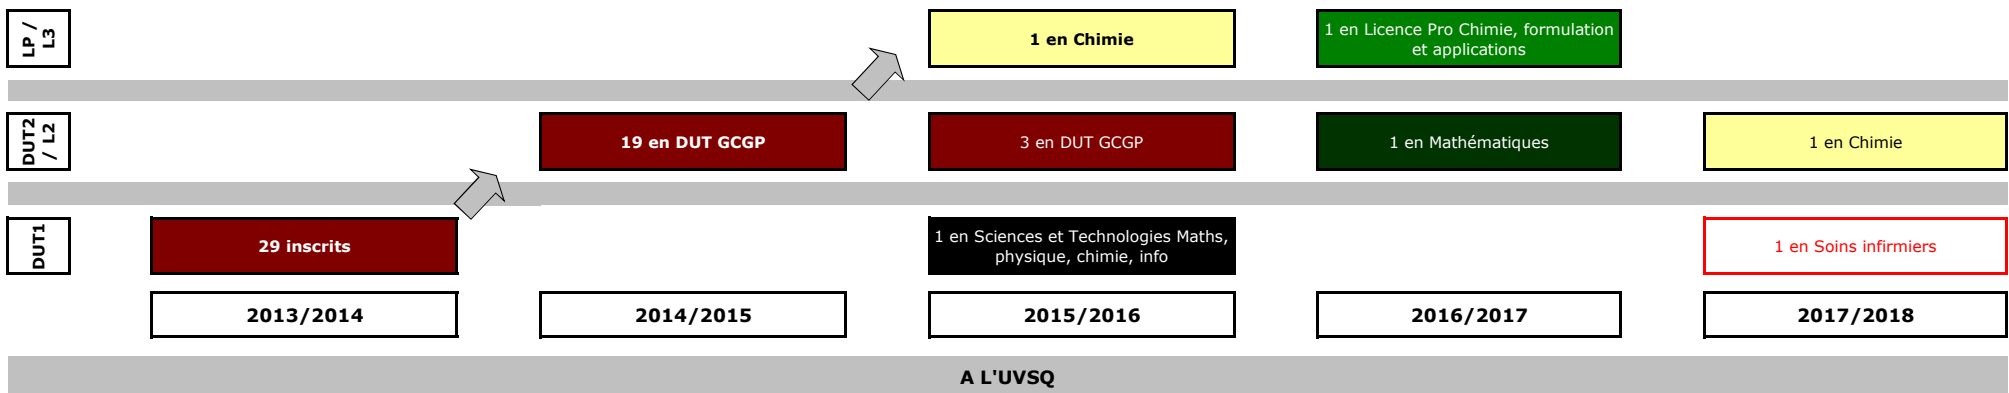 LP /
L3
1 en Chimie
1 en Licence Pro Chimie, formulation
et applications
DUT2
/ L2
19 en DUT GCGP
3 en DUT GCGP
1 en Mathématiques
1 en Chimie
DUT1
29 inscrits
1 en Sciences et Technologies Maths,
physique, chimie, info
1 en Soins infirmiers
2013/2014
2014/2015
2015/2016
2016/2017
2017/2018
A L'UVSQ